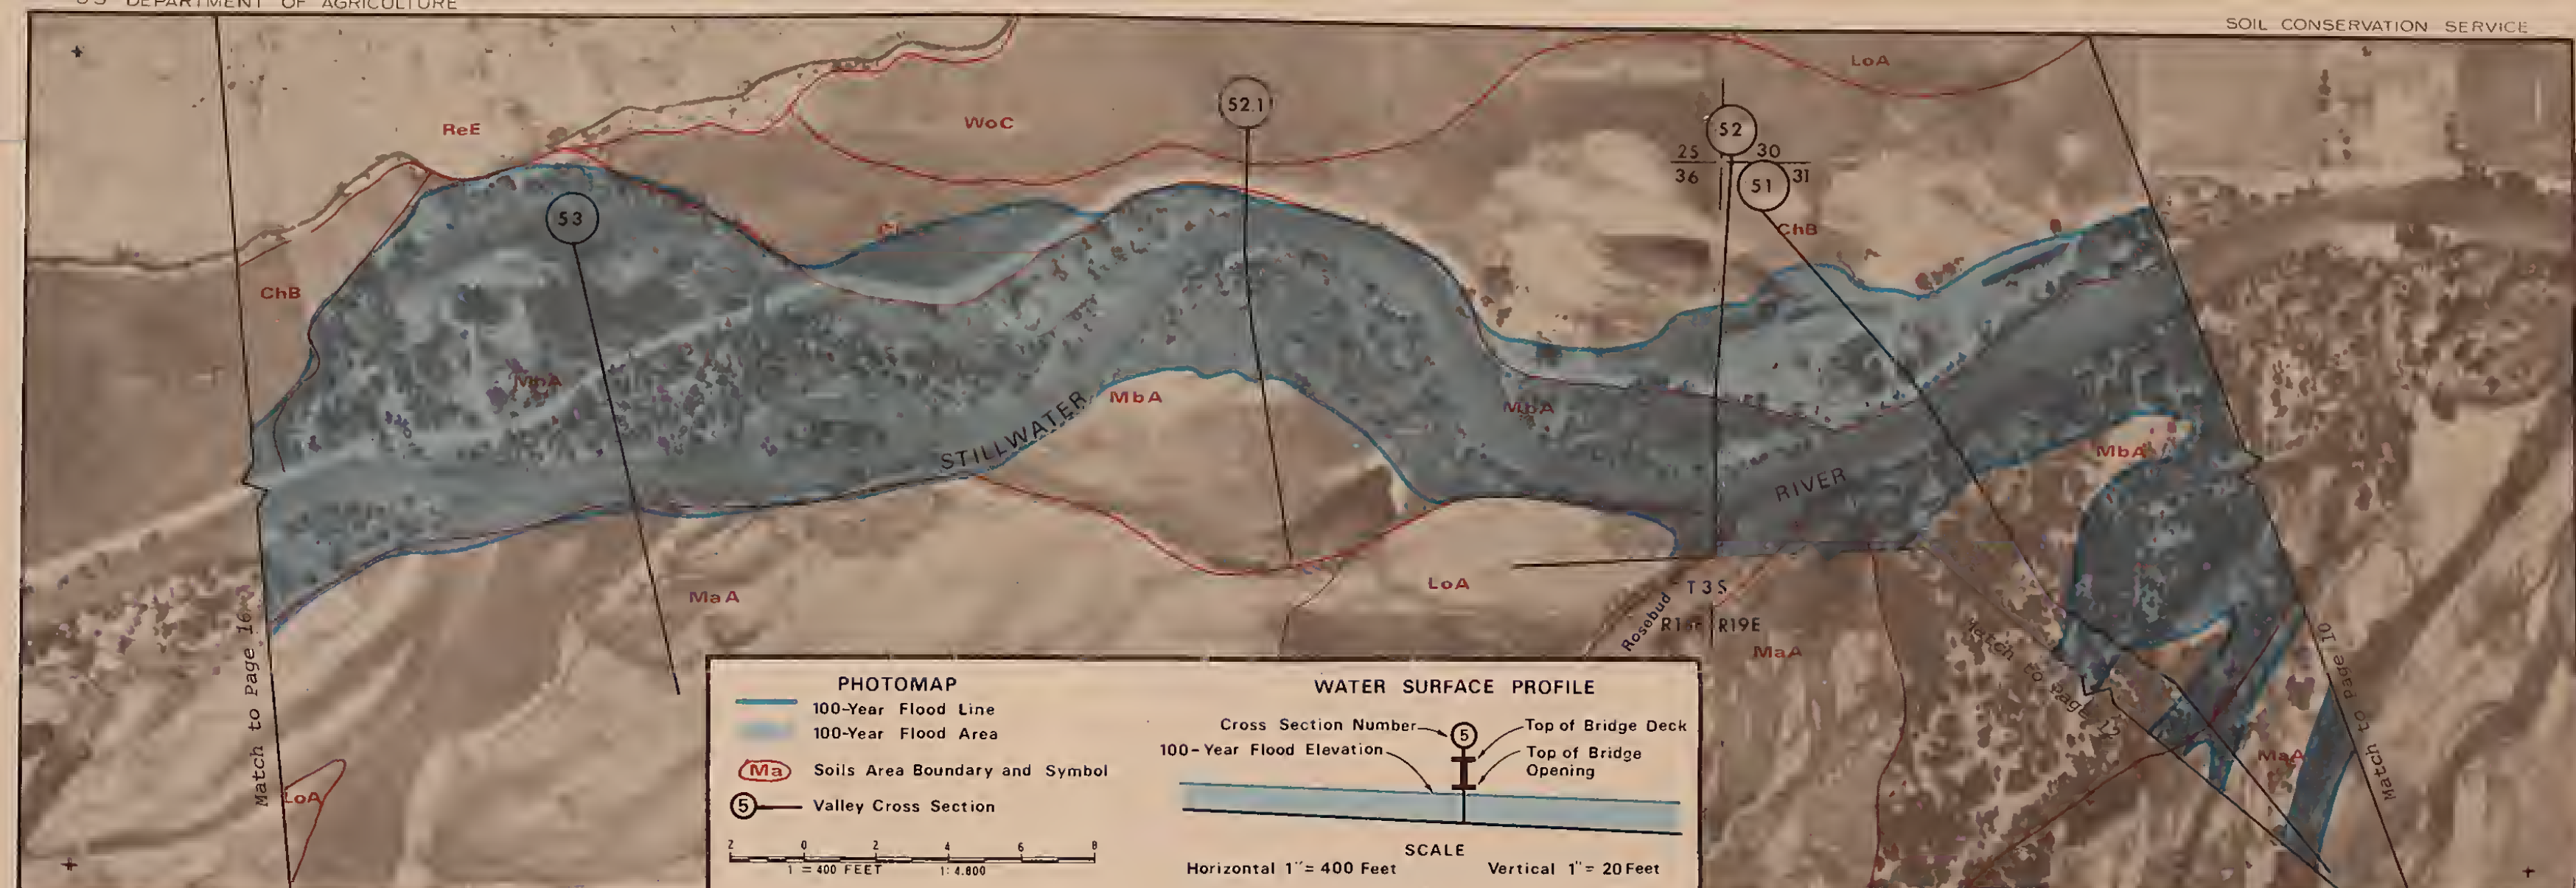 U S DEPARTMENT OF AGRICULTURE
SOIL CONSERVATION SERVICE
LoA
52.1
WoC
ReE
52
25 30
36 31
51
53
ChB
ChB
MbA
MbA
MbA
MbA
STILLWATER
RIVER
MaA
LoA
Rosebud
T 3 S
R19E
MaA
MaA
LoA
Match to Page 16
Match to Page
Match to Page 10
PHOTOMAP
100-Year Flood Line
100-Year Flood Area
Ma Soils Area Boundary and Symbol
5 Valley Cross Section
2 0 2 4 6 8
1" = 400 FEET 1:4,800
WATER SURFACE PROFILE
Cross Section Number
5
Top of Bridge Deck
100-Year Flood Elevation
Top of Bridge
Opening
SCALE
Horizontal 1" = 400 Feet Vertical 1" = 20 Feet